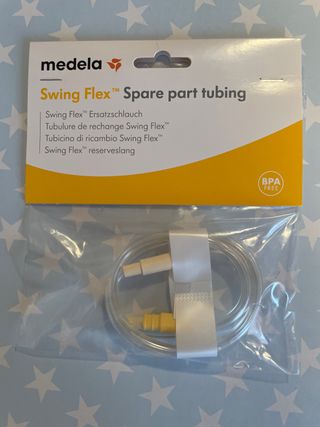 medela
Swing Flex™ Spare part tubing
Swing Flex™ Ersatzschlauch
Tubulure de rechange Swing Flex™
Tubicino di ricambio Swing Flex™
Swing Flex™ reserveslang
BPA
FREE